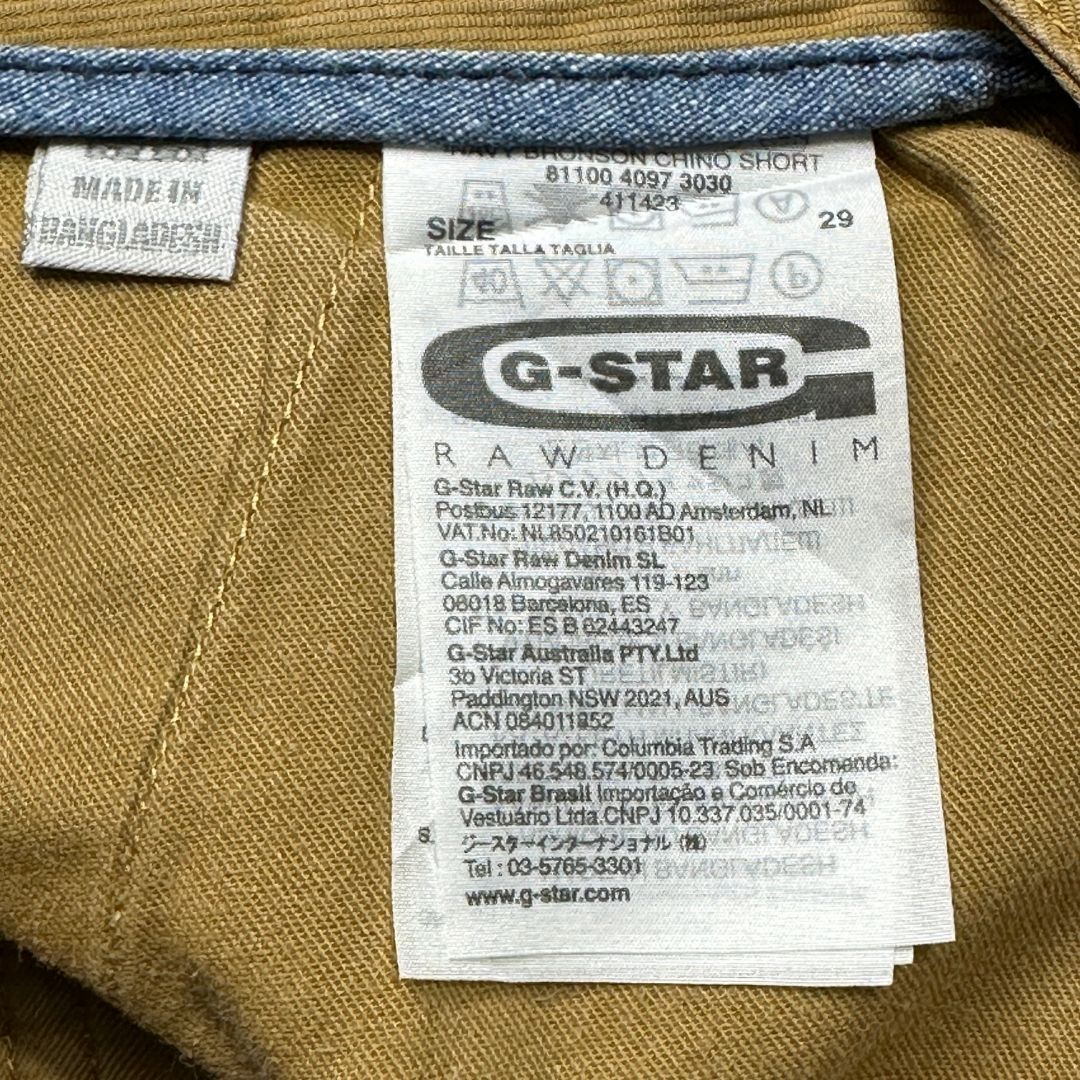 MADE IN
BANGLADESH
NAVY BRONSON CHINO SHORT
81100 4097 3030
411423
SIZE
29
TAILLE TALLA TAGLIA
40
P
G-STAR
RAW DENIM
G-Star Raw C.V. (H.Q.)
Postbus 12177, 1100 AD Amsterdam, NL
VAT.No: NL850210161B01
G-Star Raw Denim SL
Calle Almogavares 119-123
08018 Barcelona, ES
CIF No: ES B 62443247
G-Star Australia PTY.Ltd
3b Victoria ST
Paddington NSW 2021, AUS
ACN 084011852
Importado por: Columbia Trading S.A
CNPJ 46.548.574/0005-23. Sob Encomenda:
G-Star Brasil Importação e Comércio do
Vestuário Ltda.CNPJ 10.337.035/0001-74
ジースターインターナショナル (株)
Tel : 03-5765-3301
www.g-star.com